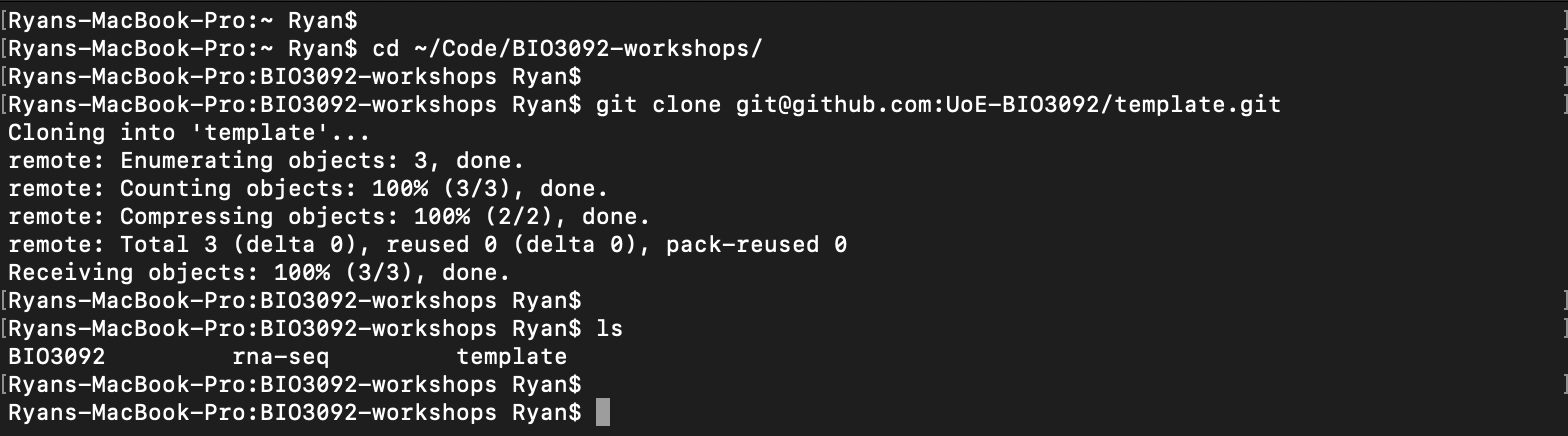 [Ryans-MacBook-Pro:~ Ryan$ ]
[Ryans-MacBook-Pro:~ Ryan$ cd ~/Code/BIO3092-workshops/ ]
[Ryans-MacBook-Pro:BIO3092-workshops Ryan$ ]
[Ryans-MacBook-Pro:BIO3092-workshops Ryan$ git clone git@github.com:UoE-BIO3092/template.git ]
Cloning into 'template'...
remote: Enumerating objects: 3, done.
remote: Counting objects: 100% (3/3), done.
remote: Compressing objects: 100% (2/2), done.
remote: Total 3 (delta 0), reused 0 (delta 0), pack-reused 0
Receiving objects: 100% (3/3), done.
[Ryans-MacBook-Pro:BIO3092-workshops Ryan$ ]
[Ryans-MacBook-Pro:BIO3092-workshops Ryan$ ls ]
BIO3092 rna-seq template
[Ryans-MacBook-Pro:BIO3092-workshops Ryan$ ]
Ryans-MacBook-Pro:BIO3092-workshops Ryan$